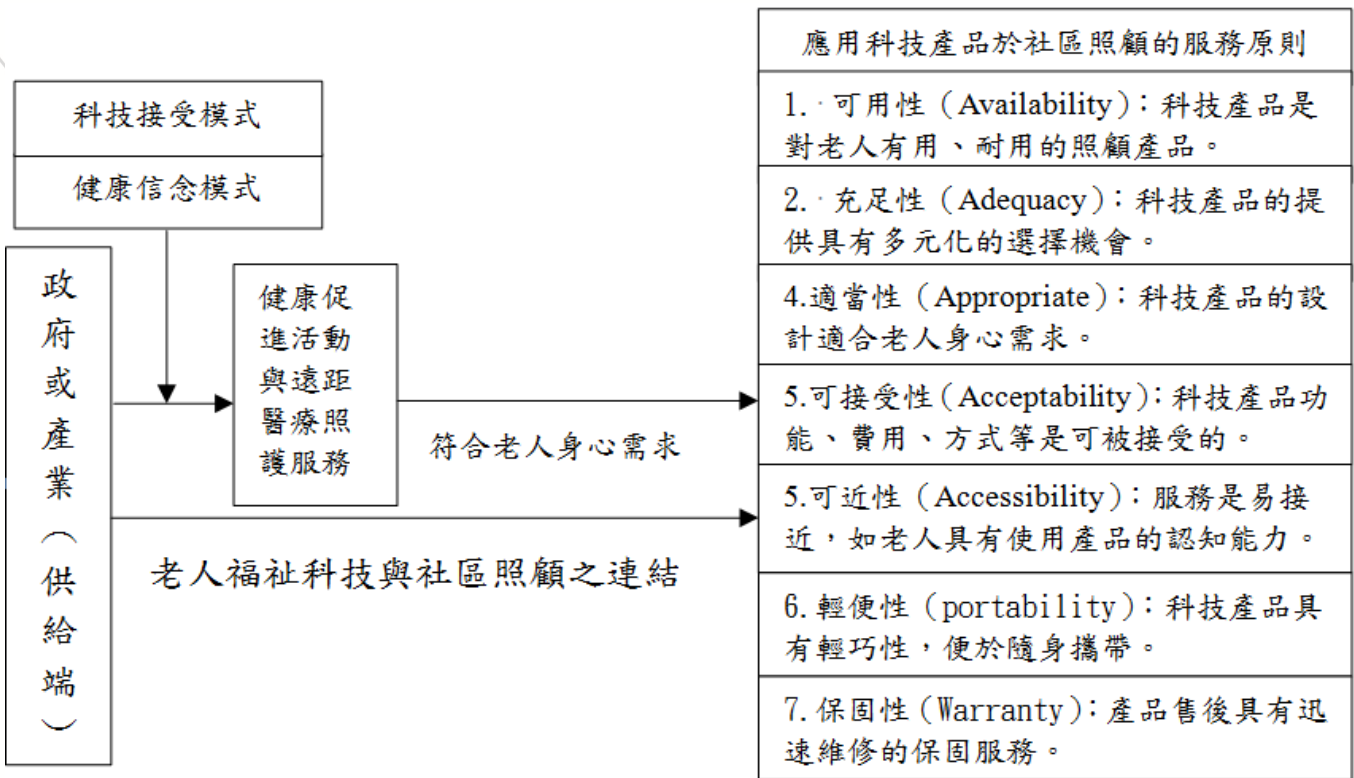 科技接受模式
健康信念模式
政府或產業（供給端）
健康促
進活動
與遠距
醫療照
護服務
符合老人身心需求
老人福祉科技與社區照顧之連結
應用科技產品於社區照顧的服務原則
1.·可用性（Availability）：科技產品是
對老人有用、耐用的照顧產品。
2.·充足性（Adequacy）：科技產品的提
供具有多元化的選擇機會。
4.適當性（Appropriate）：科技產品的設
計適合老人身心需求。
5.可接受性（Acceptability）：科技產品功
能、費用、方式等是可被接受的。
5.可近性（Accessibility）：服務是易接
近，如老人具有使用產品的認知能力。
6.輕便性（portability）：科技產品具
有輕巧性，便於隨身攜帶。
7.保固性（Warranty）：產品售後具有迅
速維修的保固服務。